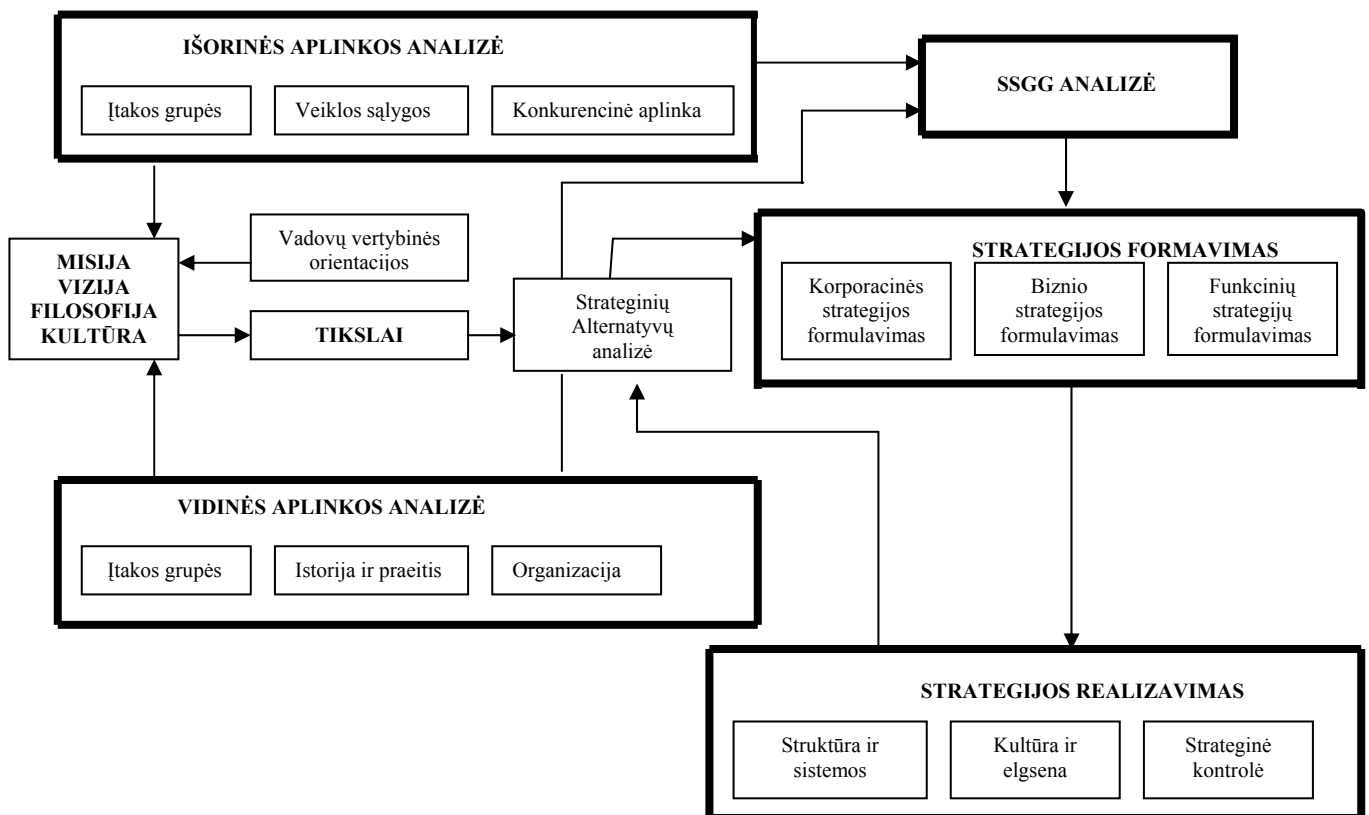 IŠORINĖS APLINKOS ANALIZĖ
Įtakos grupės
Veiklos sąlygos
Konkurencinė aplinka
SSGG ANALIZĖ
Vadovų vertybinės
orientacijos
MISIJA
VIZIJA
FILOSOFIJA
KULTŪRA
TIKSLAI
Strateginių
Alternatyvų
analizė
STRATEGIJOS FORMAVIMAS
Korporacinės
strategijos
formulavimas
Biznio
strategijos
formulavimas
Funkcinių
strategijų
formulavimas
VIDINĖS APLINKOS ANALIZĖ
Įtakos grupės
Istorija ir praeitis
Organizacija
STRATEGIJOS REALIZAVIMAS
Struktūra ir
sistemos
Kultūra ir
elgsena
Strateginė
kontrolė